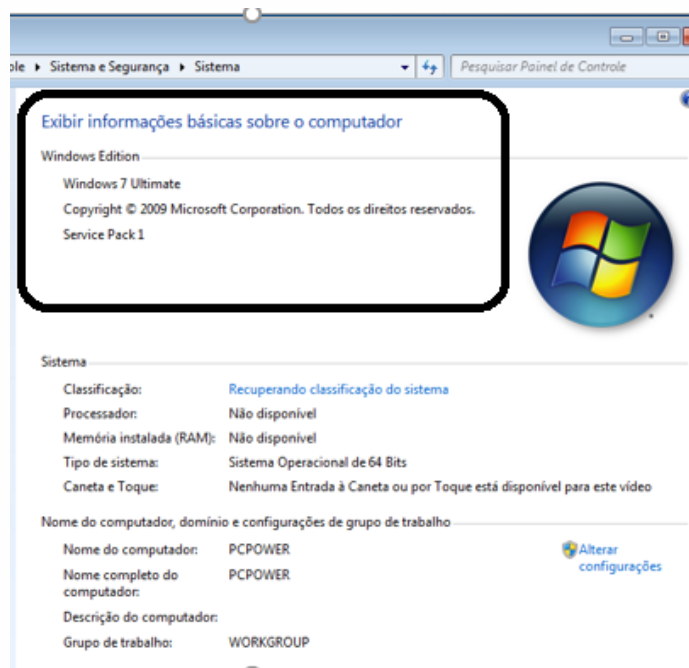 ole ▸ Sistema e Segurança ▸ Sistema
Pesquisar Painel de Controle
Exibir informações básicas sobre o computador
Windows Edition
Windows 7 Ultimate
Copyright © 2009 Microsoft Corporation. Todos os direitos reservados.
Service Pack 1
Sistema
Classificação: Recuperando classificação do sistema
Processador: Não disponível
Memória instalada (RAM): Não disponível
Tipo de sistema: Sistema Operacional de 64 Bits
Caneta e Toque: Nenhuma Entrada à Caneta ou por Toque está disponível para este vídeo
Nome do computador, domínio e configurações de grupo de trabalho
Nome do computador: PCPOWER Alterar
Nome completo do PCPOWER configurações
computador:
Descrição do computador:
Grupo de trabalho: WORKGROUP